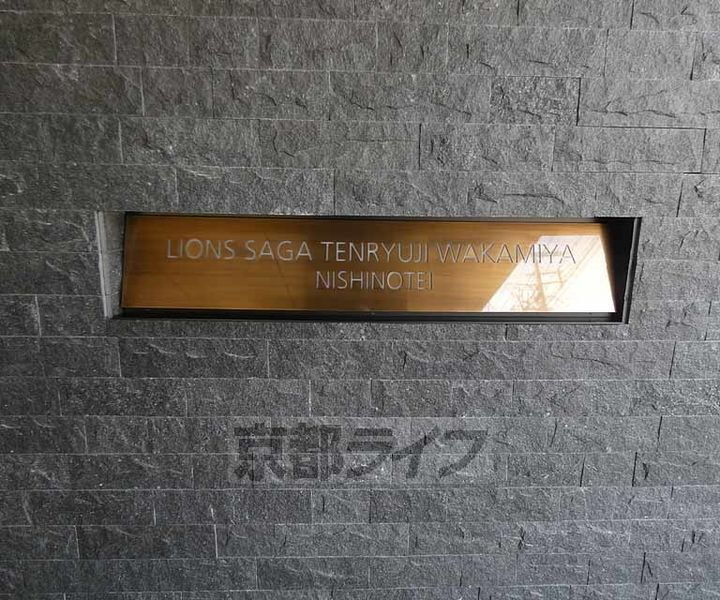 LIONS SAGA TENRYUJI WAKAMIYA
NISHINOTEI
京都ライフ